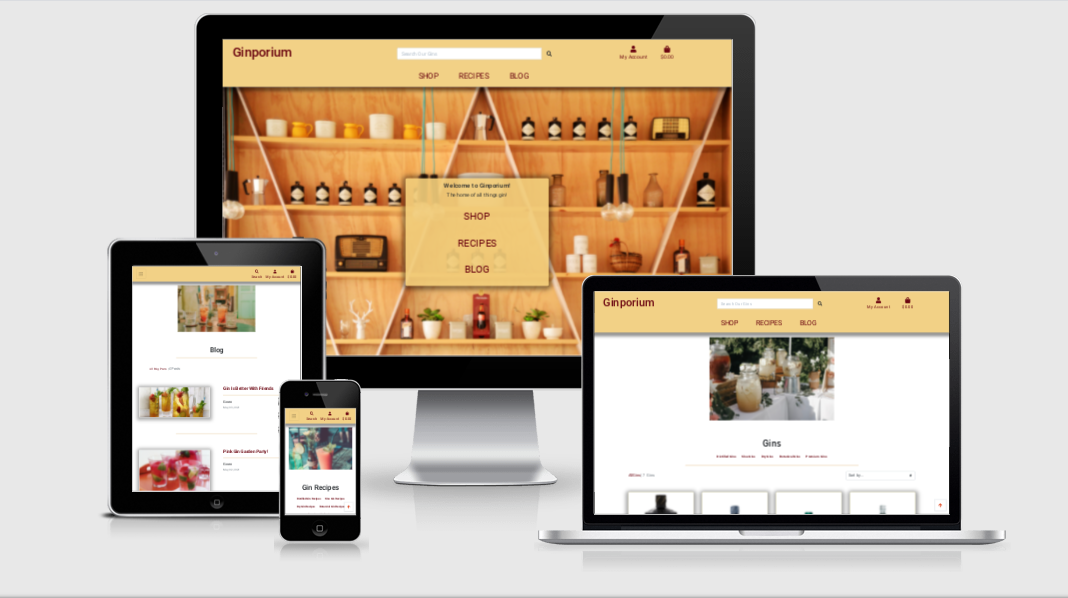 Ginporium
Search Our Gins
My Account
$0.00
SHOP RECIPES BLOG
Welcome to Ginporium!
The home of all things gin!
SHOP
RECIPES
BLOG
Search My Account $0.00
Blog
Gin Is Better With Friends
Pink Gin Garden Party!
Search My Account $0.00
Gin Recipes
Ginporium
Search Our Gins
My Account
$0.00
SHOP RECIPES BLOG
Gins
Sort by...